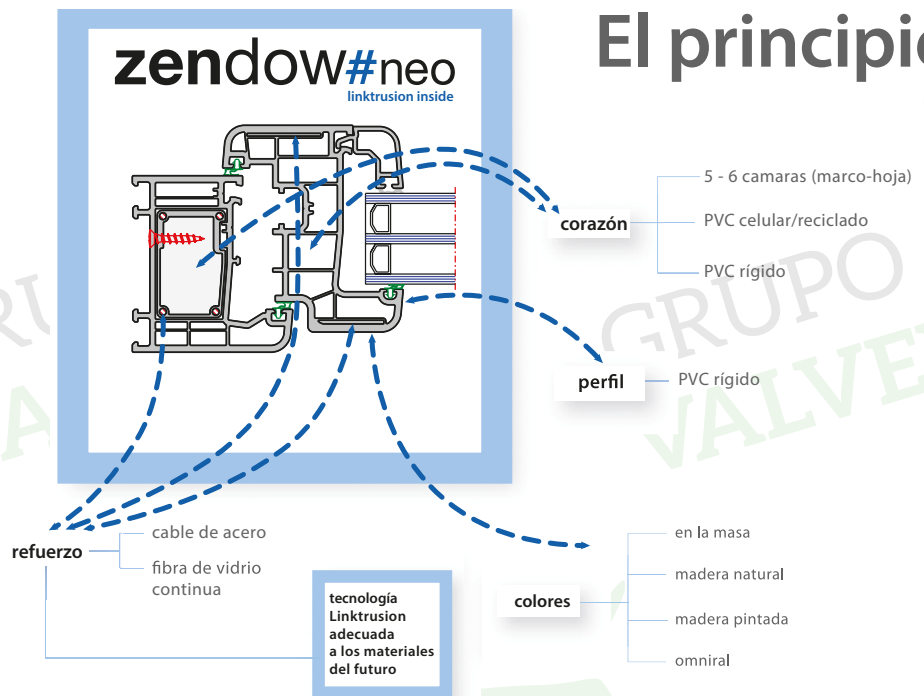 zendow#neo
linktrusion inside
El principio
corazón
5 - 6 camaras (marco-hoja)
PVC celular/reciclado
PVC rígido
perfil
PVC rígido
refuerzo
cable de acero
fibra de vidrio
continua
tecnología
Linktrusion
adecuada
a los materiales
del futuro
colores
en la masa
madera natural
madera pintada
omniral
GRUPO
VALVE